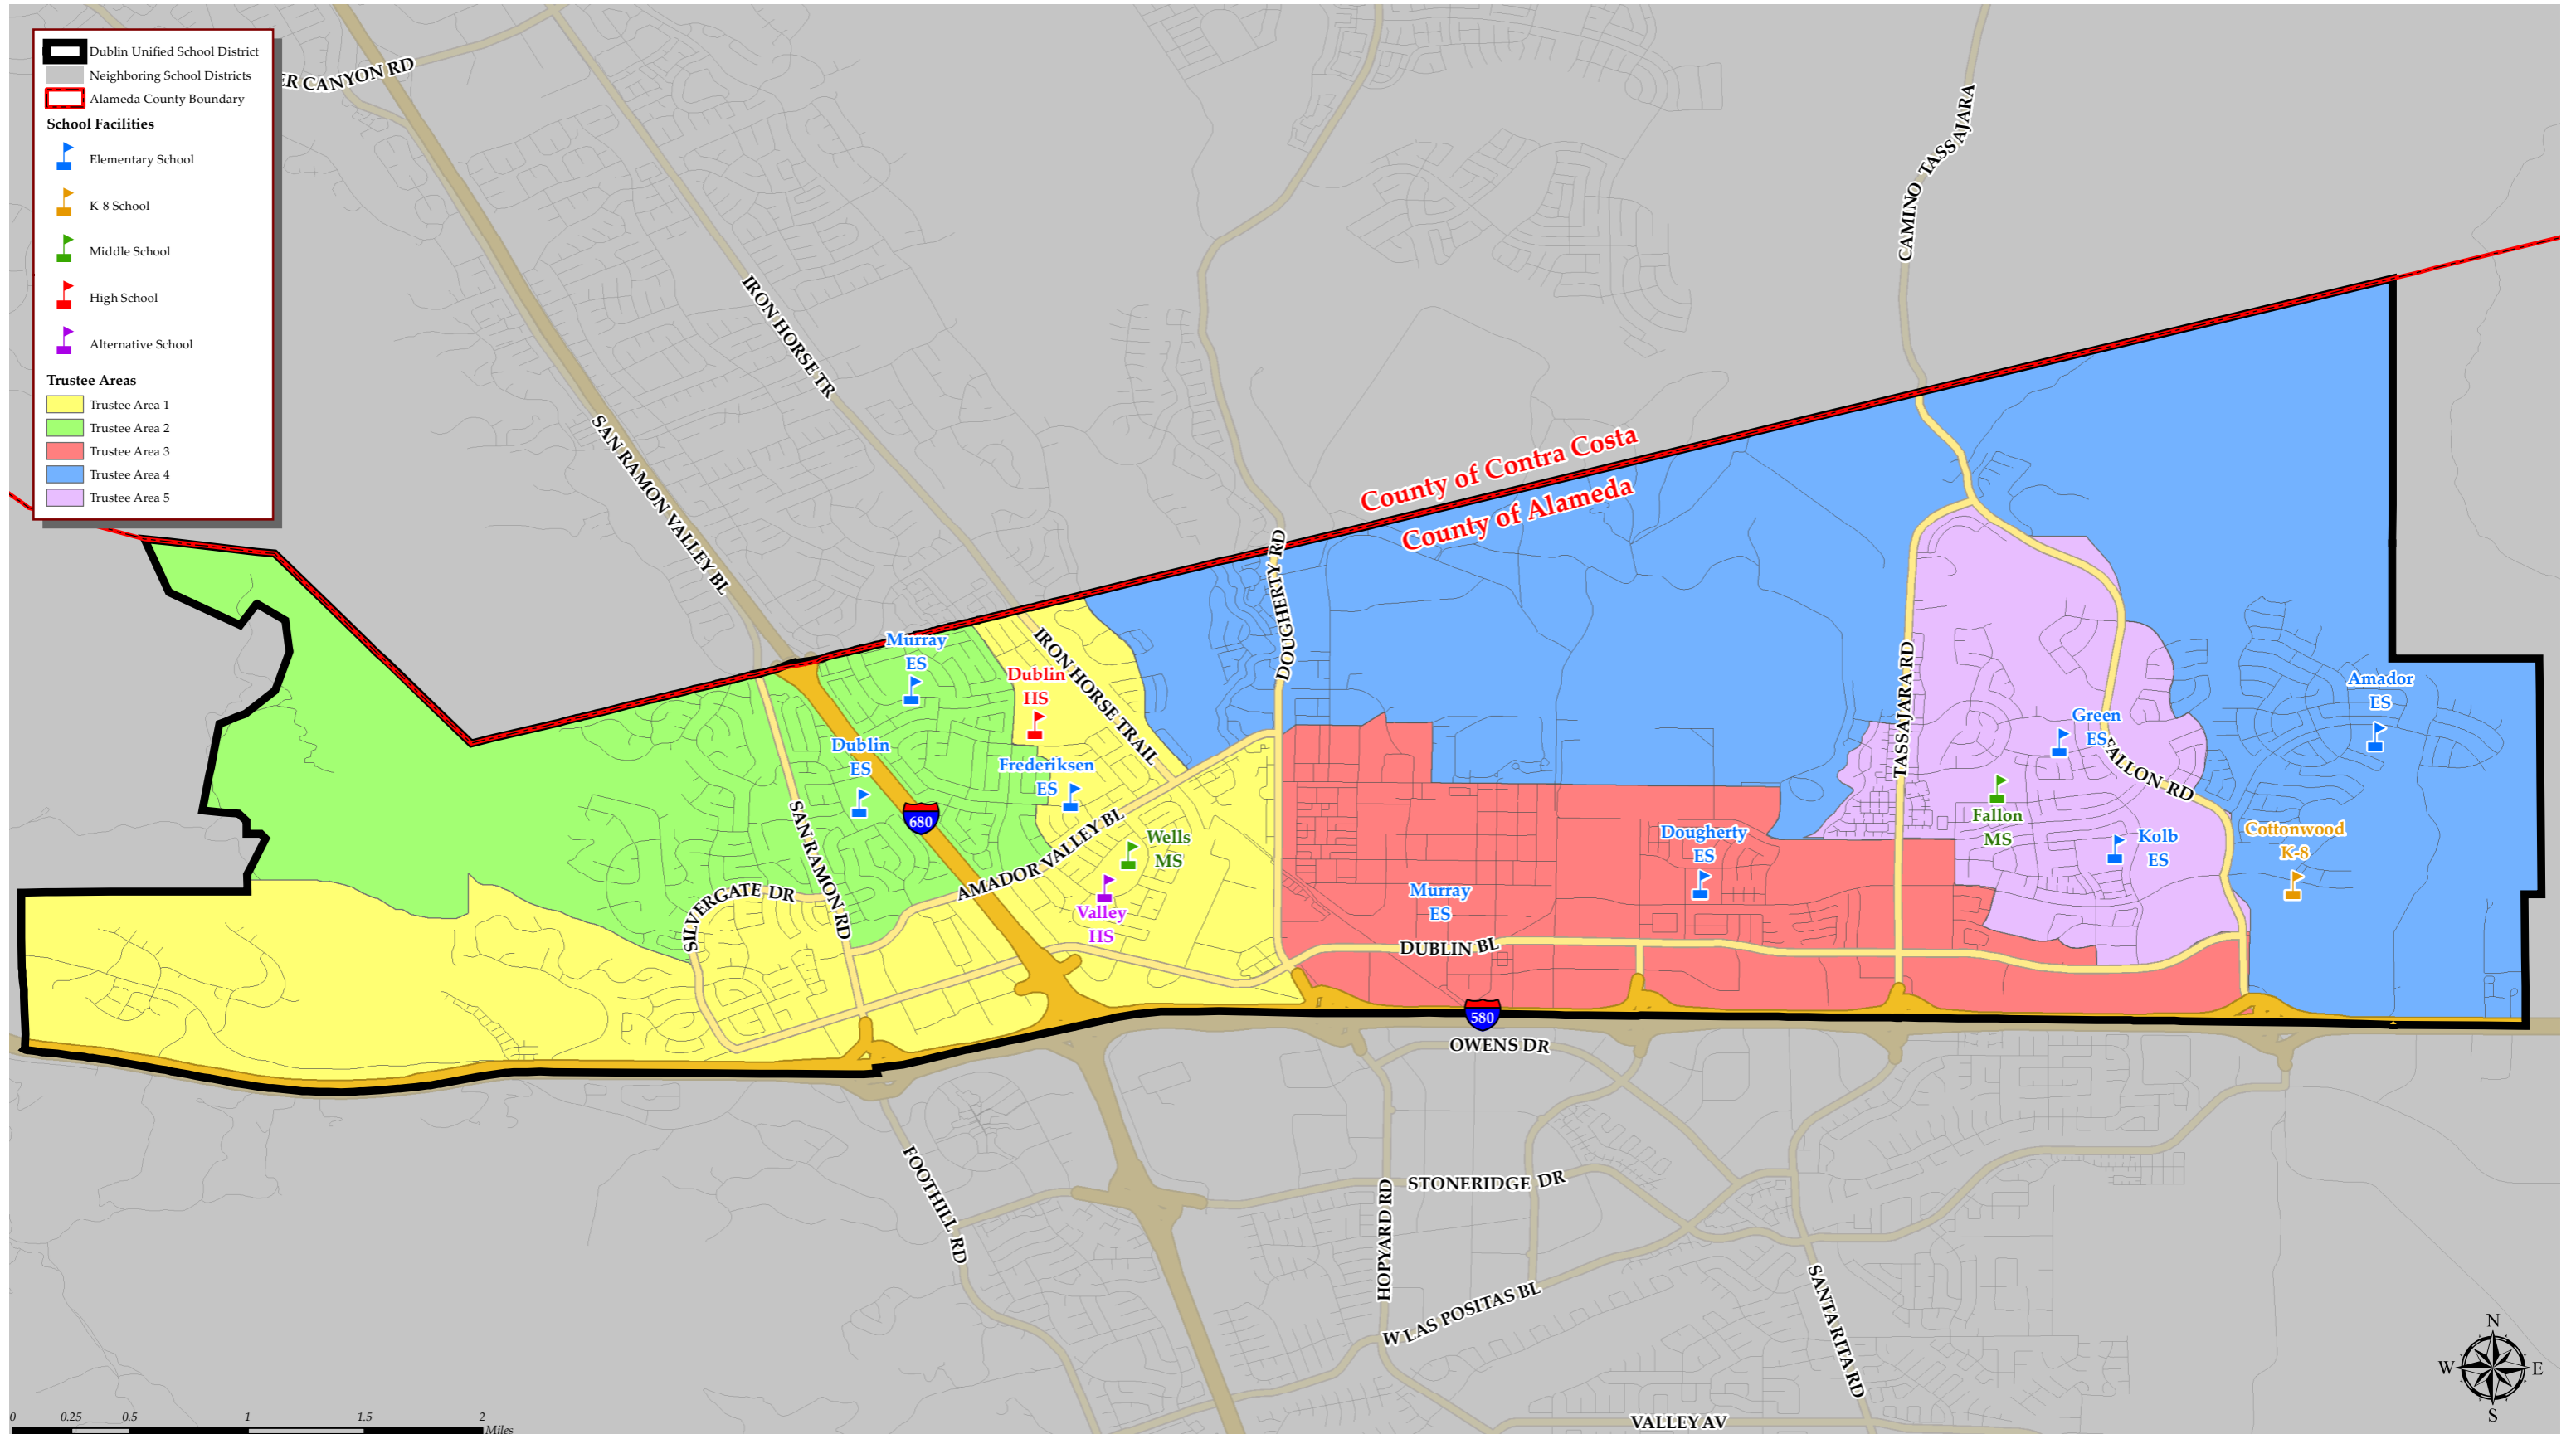 Dublin Unified School District
Neighboring School Districts
Alameda County Boundary
School Facilities
Elementary School
K-8 School
Middle School
High School
Alternative School
Trustee Areas
Trustee Area 1
Trustee Area 2
Trustee Area 3
Trustee Area 4
Trustee Area 5
ER CANYON RD
CAMINO TASSAJARA
IRON HORSE TR
SAN RAMON VALLEY BL
County of Contra Costa
County of Alameda
DOUGHERTY RD
Murray
ES
IRON HORSE TRAIL
Dublin
HS
TASSAJARA RD
Amador
ES
Green
ES
Dublin
ES
Frederiksen
ES
FALLON RD
680
SAN RAMON RD
AMADOR VALLEY BL
Wells
MS
Fallon
MS
Dougherty
ES
Kolb
ES
Cottonwood
K-8
SILVERGATE DR
Murray
ES
Valley
HS
DUBLIN BL
580
OWENS DR
FOOTHILL RD
STONERIDGE DR
HOPYARD RD
W LAS POSITAS BL
SANTA RITA RD
VALLEY AV
N
W E
S
0 0.25 0.5 1 1.5 2
Miles